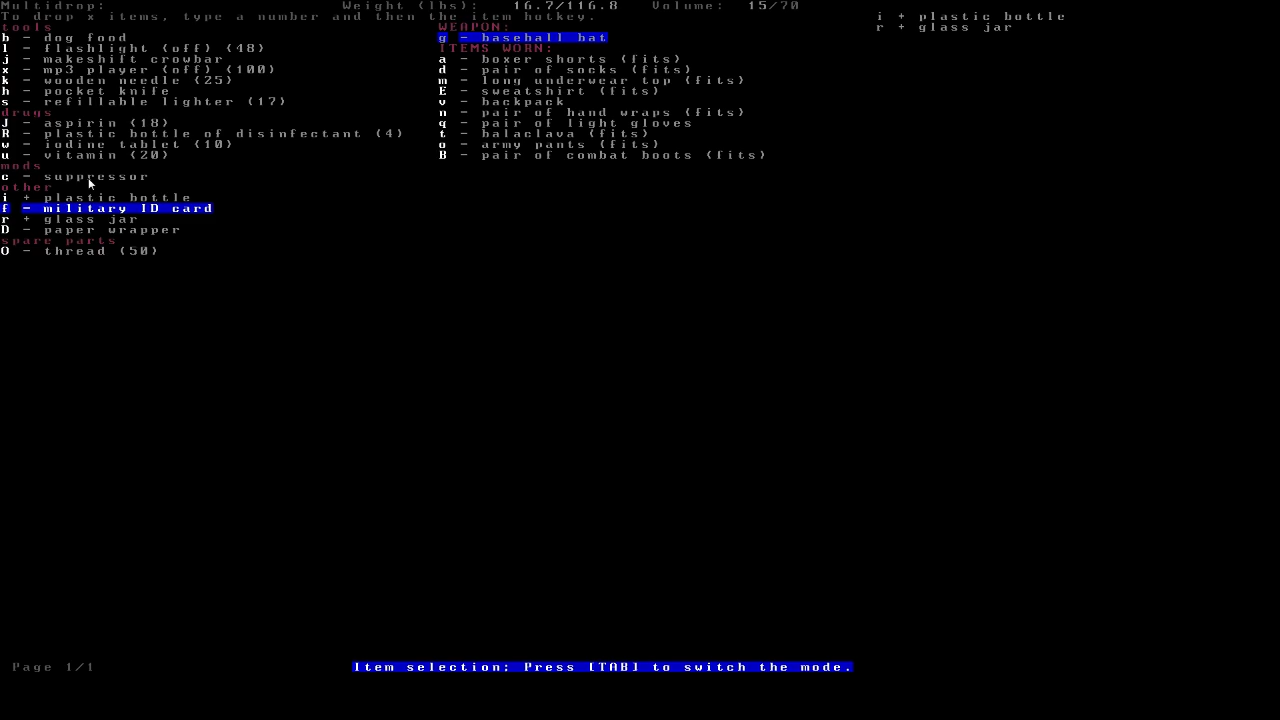 Multidrop: Weight (lbs): 16.7/116.8 Volume: 15/70
To drop x items, type a number and then the item hotkey.
tools
b - dog food
l - flashlight (off) (48)
j - makeshift crowbar
x - mp3 player (off) (100)
k - wooden needle (25)
h - pocket knife
s - refillable lighter (17)
drugs
J - aspirin (18)
R - plastic bottle of disinfectant (4)
w - iodine tablet (10)
u - vitamin (20)
mods
c - suppressor
other
i + plastic bottle
f - military ID card
r + glass jar
D - paper wrapper
spare parts
O - thread (50)
WEAPON:
g - baseball bat
ITEMS WORN:
a - boxer shorts (fits)
d - pair of socks (fits)
m - long underwear top (fits)
E - sweatshirt (fits)
v - backpack
n - pair of hand wraps (fits)
q - pair of light gloves
t - balaclava (fits)
o - army pants (fits)
B - pair of combat boots (fits)
i + plastic bottle
r + glass jar
Page 1/1
Item selection: Press [TAB] to switch the mode.